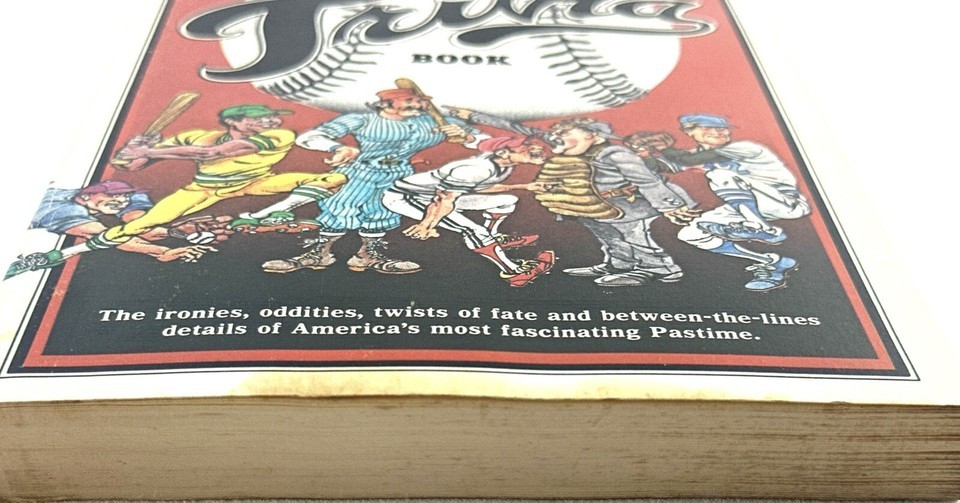 Trivia
BOOK
The ironies, oddities, twists of fate and between-the-lines
details of America's most fascinating Pastime.